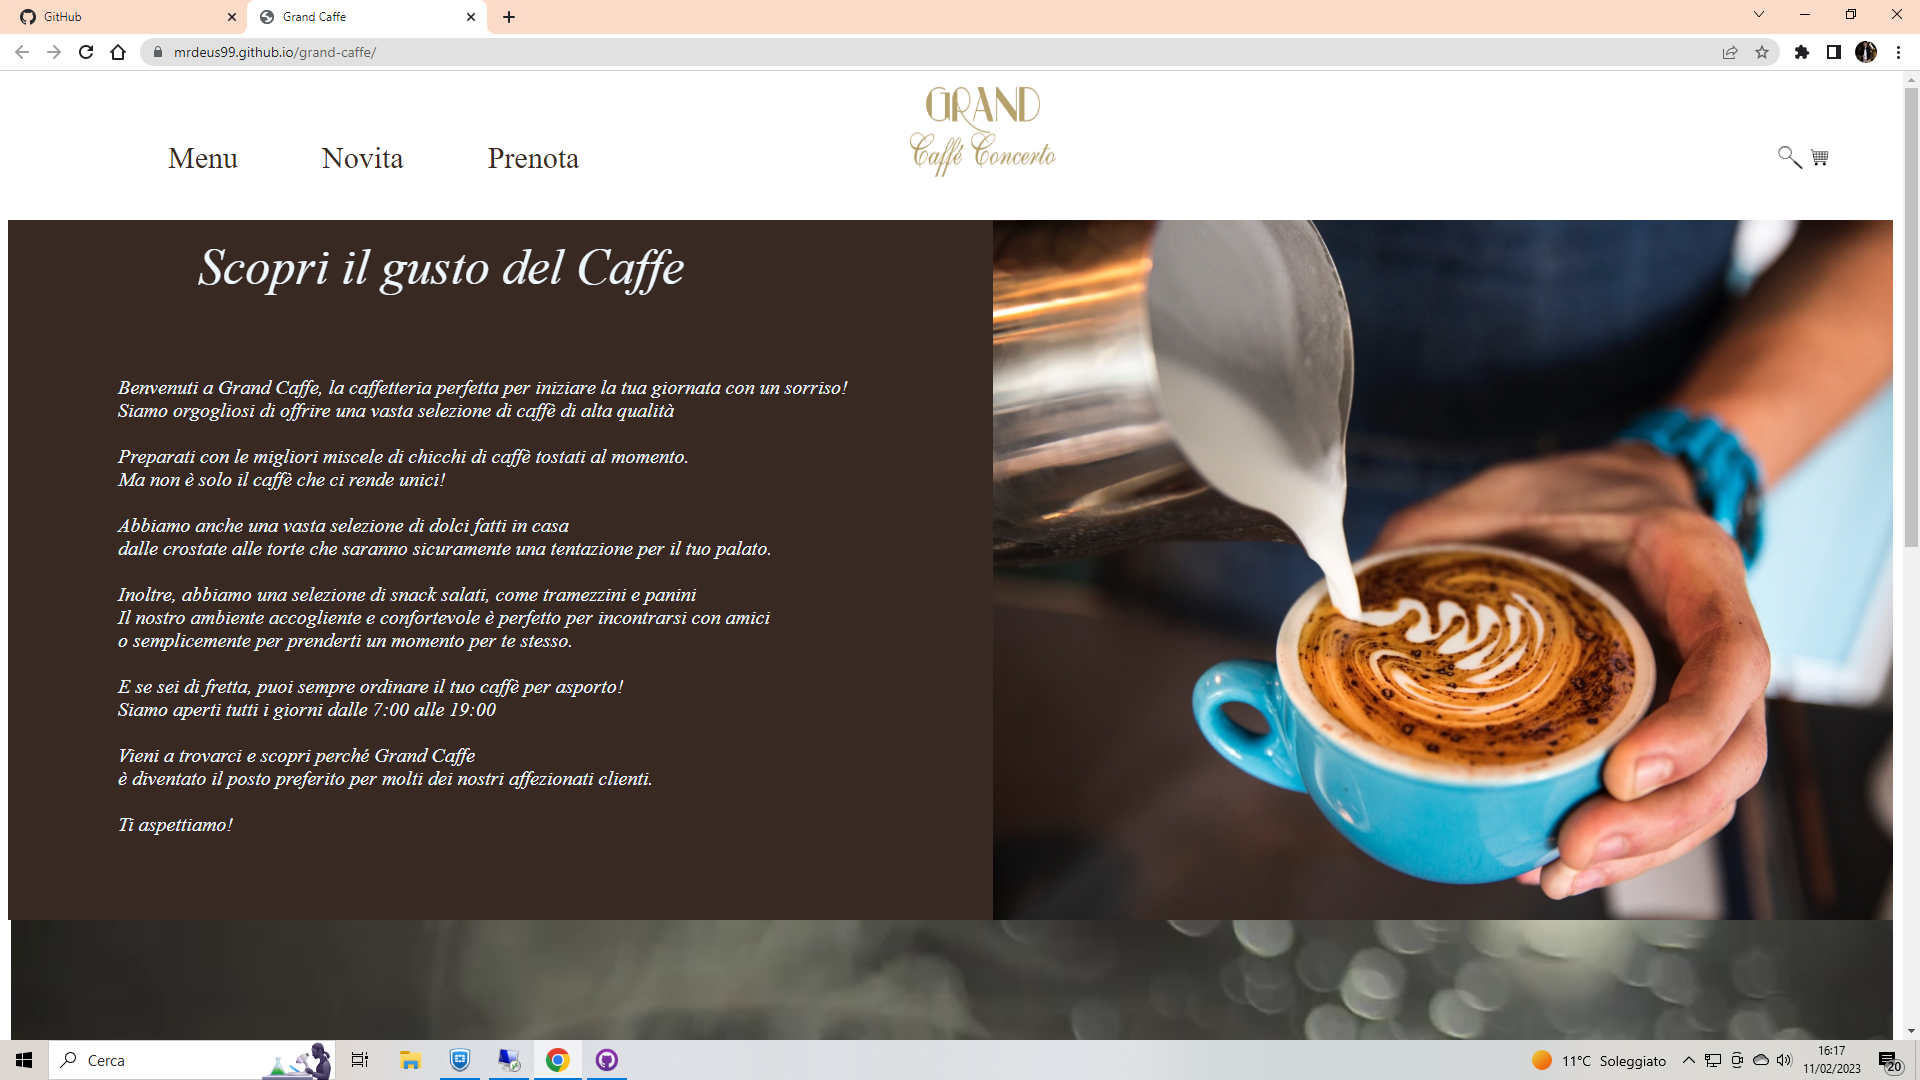 GitHub
Grand Caffe
mrdeus99.github.io/grand-caffe/
GRAND
Caffé Concerto
Menu
Novita
Prenota
Scopri il gusto del Caffe
Benvenuti a Grand Caffe, la caffetteria perfetta per iniziare la tua giornata con un sorriso!
Siamo orgogliosi di offrire una vasta selezione di caffè di alta qualità
Preparati con le migliori miscele di chicchi di caffè tostati al momento.
Ma non è solo il caffè che ci rende unici!
Abbiamo anche una vasta selezione di dolci fatti in casa
dalle crostate alle torte che saranno sicuramente una tentazione per il tuo palato.
Inoltre, abbiamo una selezione di snack salati, come tramezzini e panini
Il nostro ambiente accogliente e confortevole è perfetto per incontrarsi con amici
o semplicemente per prenderti un momento per te stesso.
E se sei di fretta, puoi sempre ordinare il tuo caffè per asporto!
Siamo aperti tutti i giorni dalle 7:00 alle 19:00
Vieni a trovarci e scopri perché Grand Caffe
è diventato il posto preferito per molti dei nostri affezionati clienti.
Ti aspettiamo!
Cerca
11°C Soleggiato
16:17
11/02/2023
20